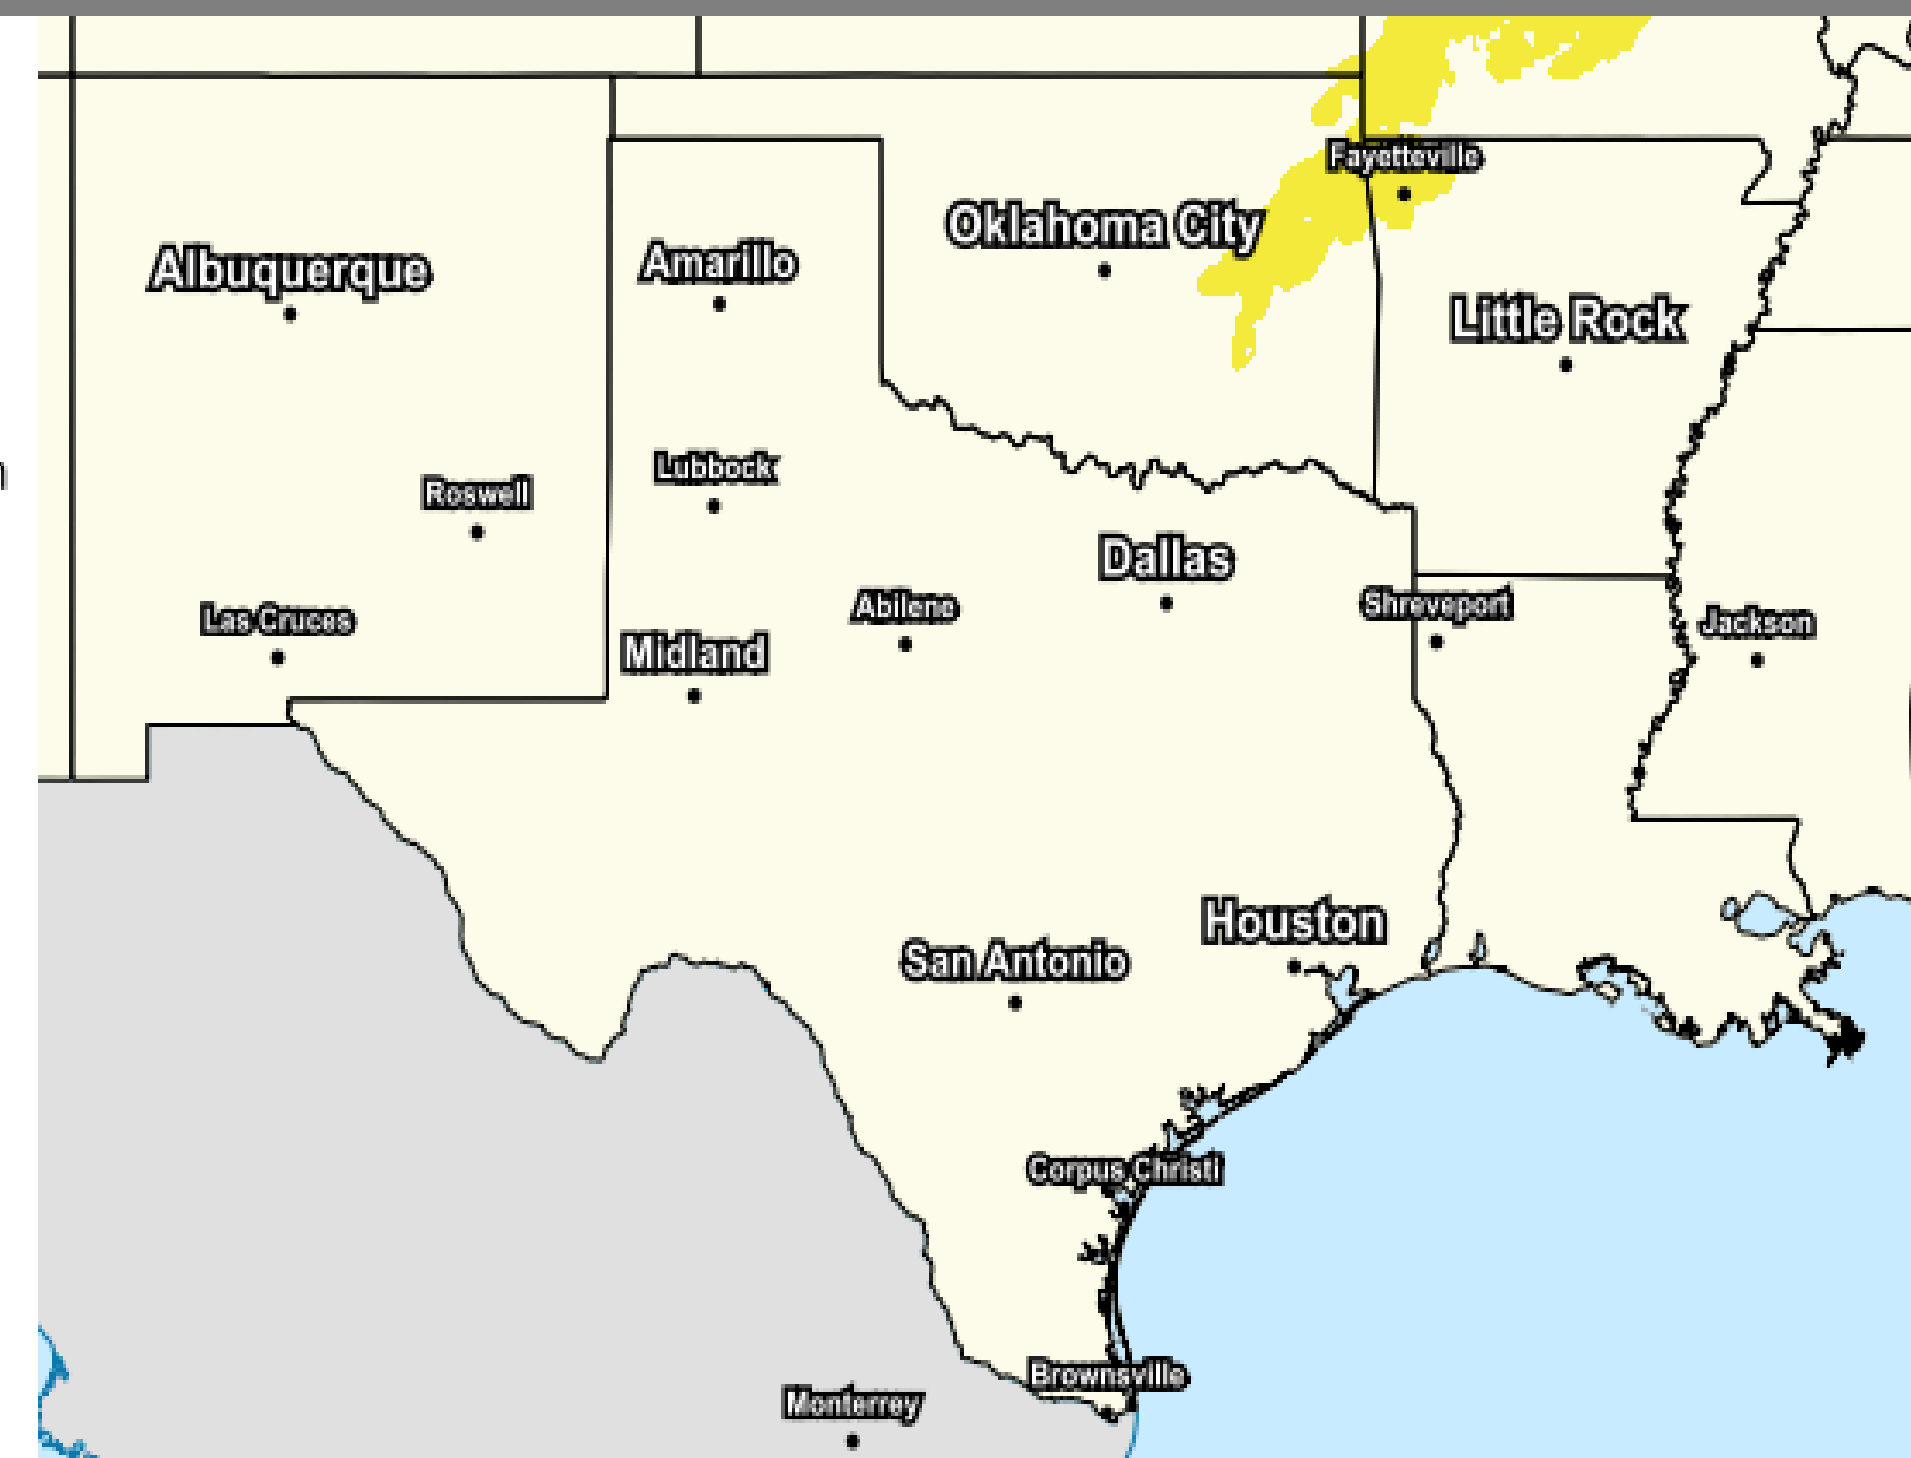 Fayetteville
Oklahoma City
Albuquerque
Amarillo
Little Rock
Lubbock
Roswell
Dallas
Las Cruces
Abilene
Shreveport
Jackson
Midland
Houston
San Antonio
Corpus Christi
Brownsville
Monterrey